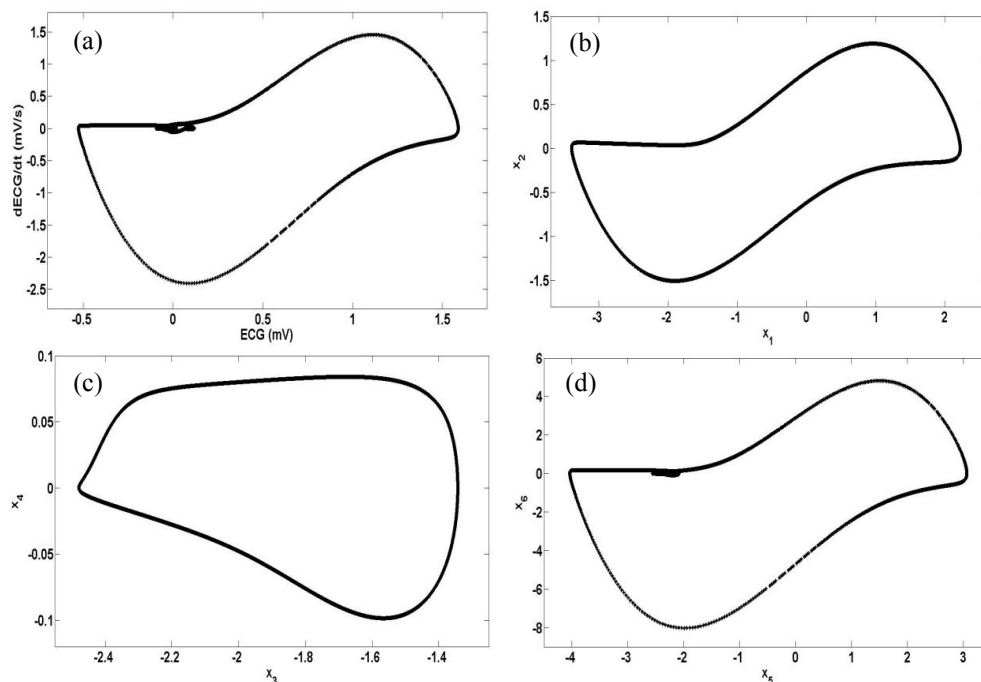 (a)
1.5
1
0.5
0
-0.5
-1
-1.5
-2
-2.5
dECG/dt (mV/s)
-0.5 0 0.5 1 1.5
ECG (mV)
(b)
1.5
1
0.5
0
-0.5
-1
-1.5
x2
-3 -2 -1 0 1 2
x1
(c)
0.1
0.05
0
-0.05
-0.1
x4
-2.4 -2.2 -2 -1.8 -1.6 -1.4
x3
(d)
6
4
2
0
-2
-4
-6
-8
x6
-4 -3 -2 -1 0 1 2 3
x5